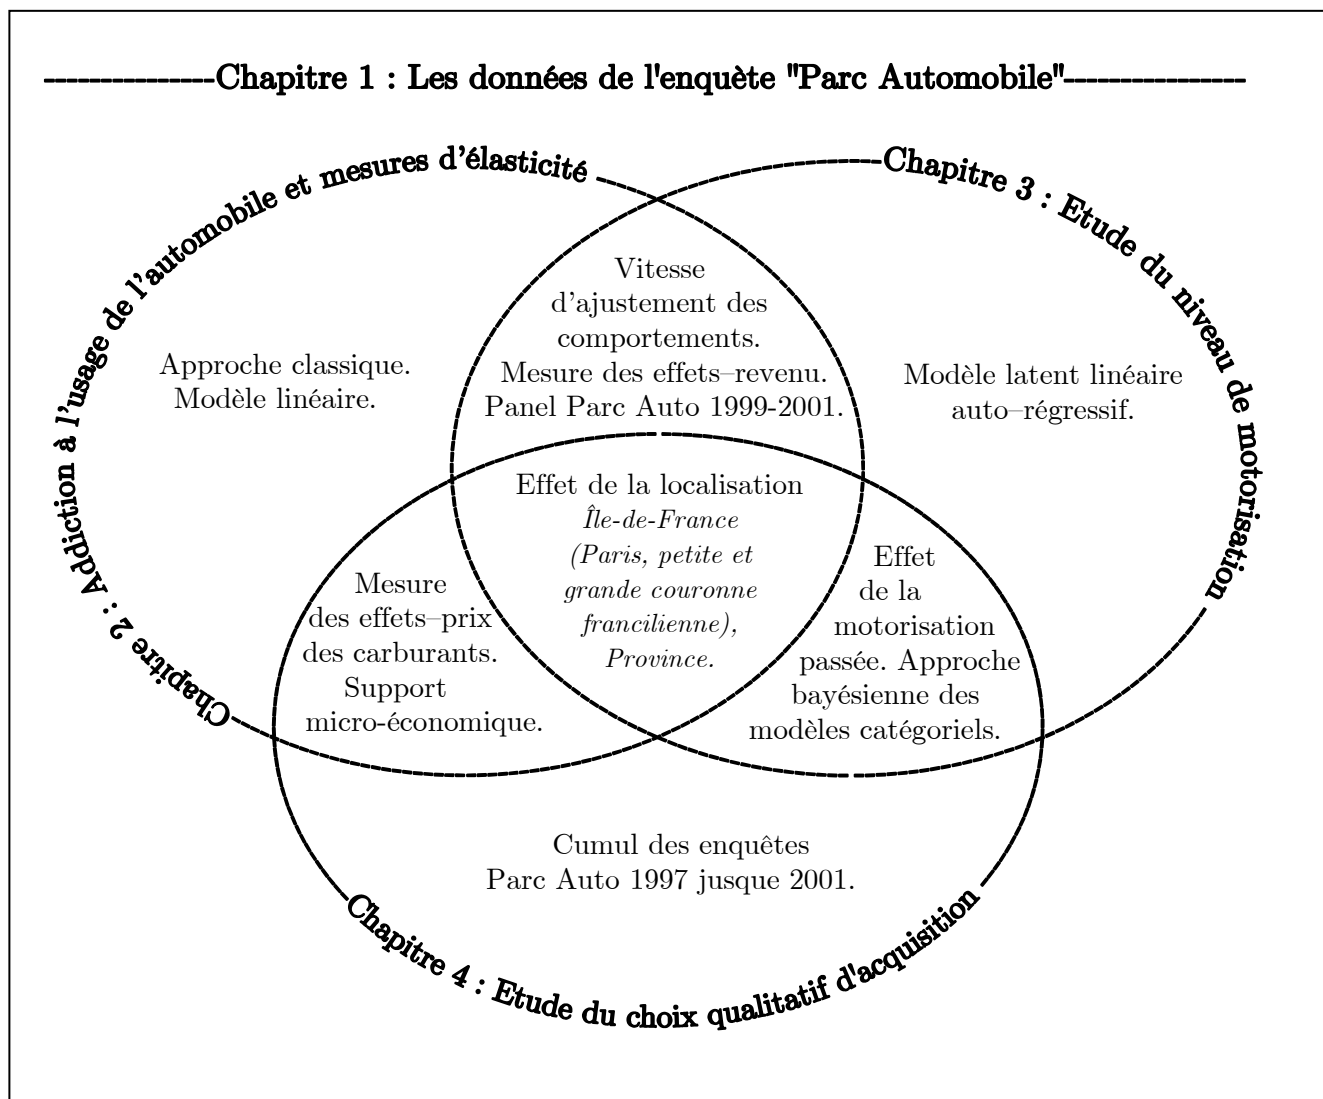 ---------------Chapitre 1 : Les données de l'enquète "Parc Automobile"----------------
Chapitre 2 : Addiction à l'usage de l'automobile et mesures d'élasticité
Chapitre 3 : Etude du niveau de motorisation
Vitesse
d'ajustement des
comportements.
Mesure des effets–revenu.
Panel Parc Auto 1999-2001.
Approche classique.
Modèle linéaire.
Modèle latent linéaire
auto–régressif.
Effet de la localisation
Île-de-France
(Paris, petite et
grande couronne
francilienne),
Province.
Mesure
des effets–prix
des carburants.
Support
micro-économique.
Effet
de la
motorisation
passée. Approche
bayésienne des
modèles catégoriels.
Cumul des enquêtes
Parc Auto 1997 jusque 2001.
Chapitre 4 : Etude du choix qualitatif d'acquisition